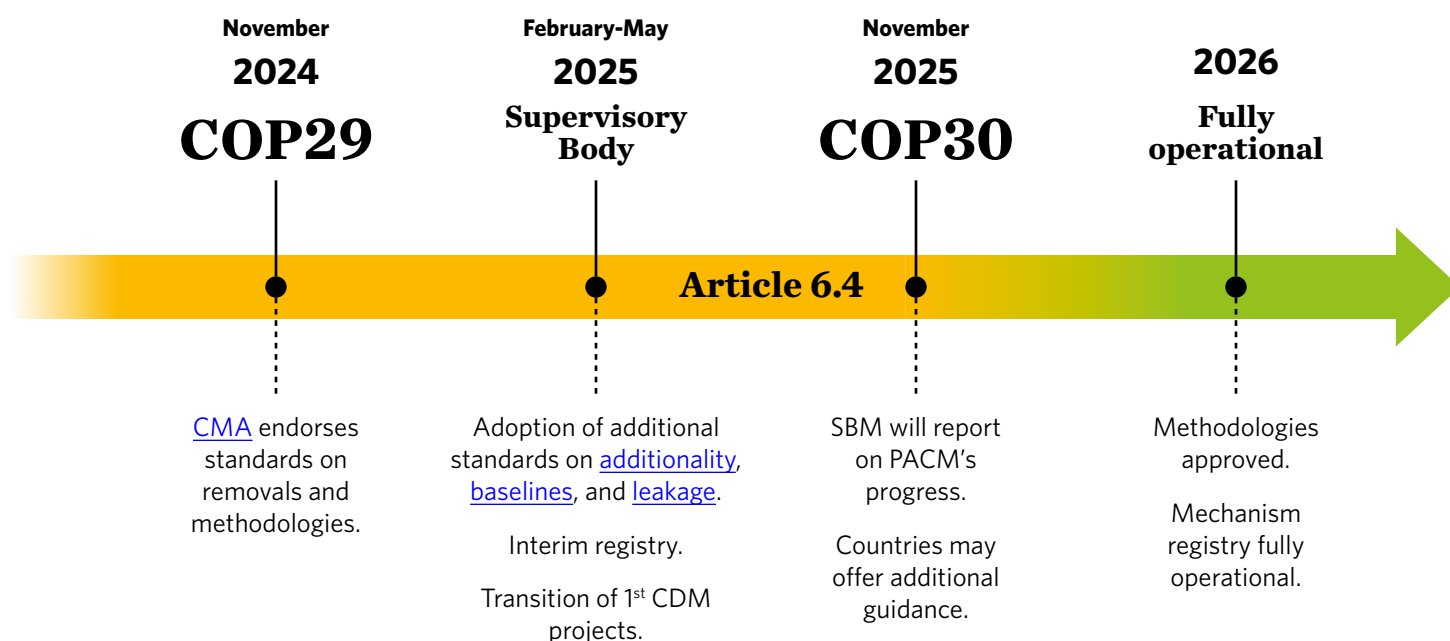 November
2024
COP29
February-May
2025
Supervisory
Body
November
2025
COP30
2026
Fully
operational
Article 6.4
CMA endorses
standards on
removals and
methodologies.
Adoption of additional
standards on additionality,
baselines, and leakage.
Interim registry.
Transition of 1st CDM
projects.
SBM will report
on PACM's
progress.
Countries may
offer additional
guidance.
Methodologies
approved.
Mechanism
registry fully
operational.